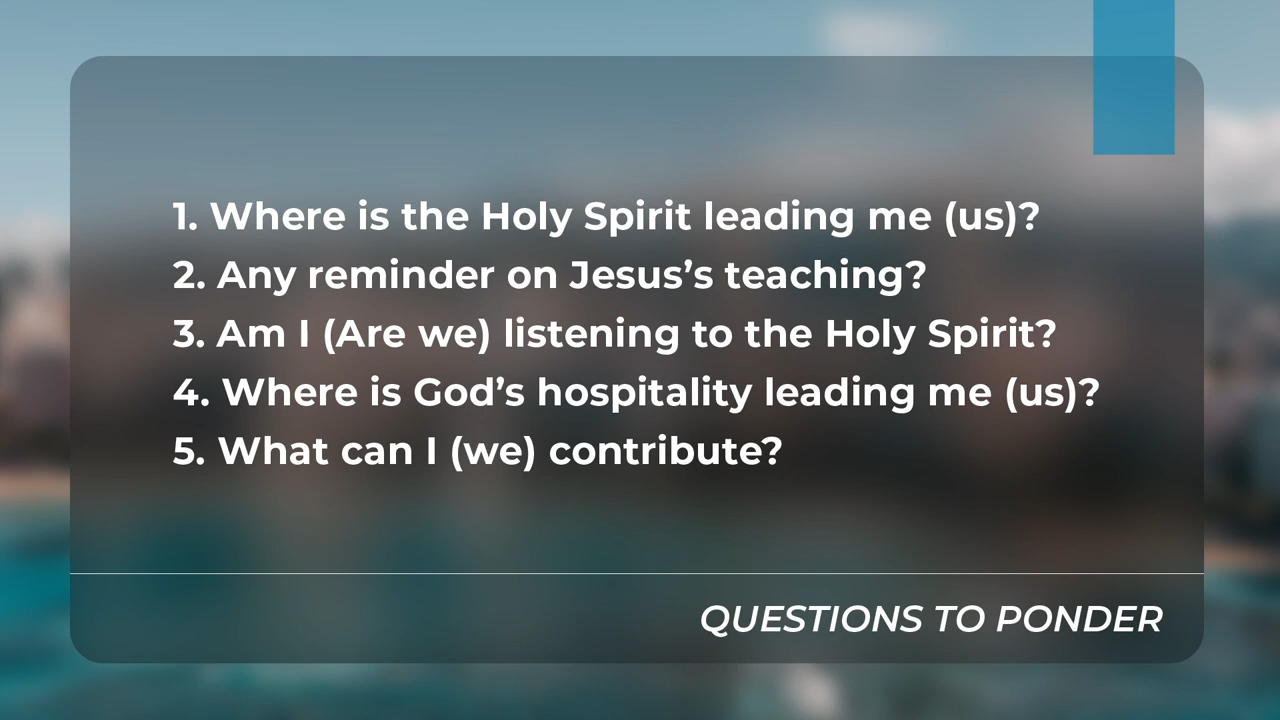 1. Where is the Holy Spirit leading me (us)?
2. Any reminder on Jesus’s teaching?
3. Am I (Are we) listening to the Holy Spirit?
4. Where is God’s hospitality leading me (us)?
5. What can I (we) contribute?
QUESTIONS TO PONDER